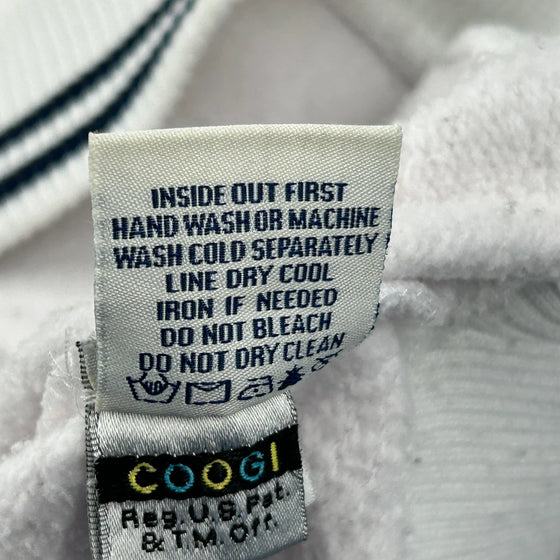 INSIDE OUT FIRST
HAND WASH OR MACHINE
WASH COLD SEPARATELY
LINE DRY COOL
IRON IF NEEDED
DO NOT BLEACH
DO NOT DRY CLEAN
COOGI
Reg. U.S. Pat.
& T.M. Off.